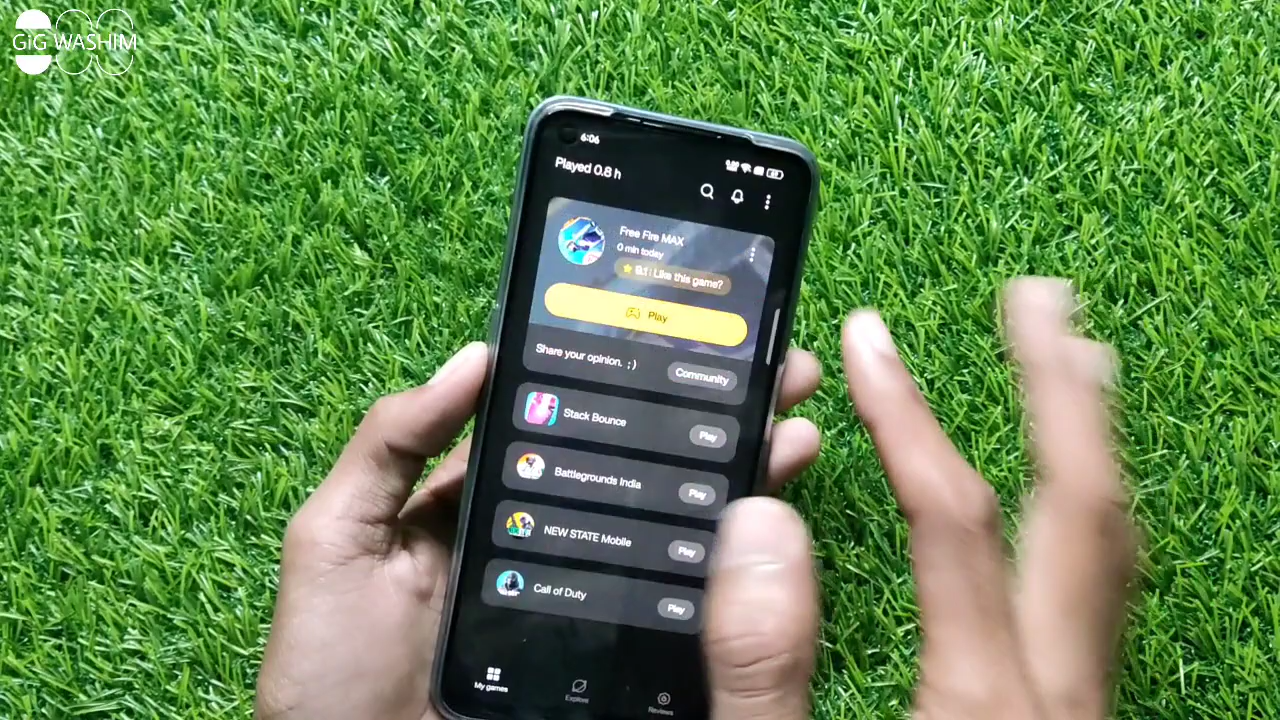 GiG WASHIM
6:06
Played 0.8 h
Free Fire MAX
0 min today
9.1 Like this game?
Play
Share your opinion. ;)
Community
Stack Bounce
Play
Battlegrounds India
Play
NEW STATE Mobile
Play
Call of Duty
Play
My games
Explore
Reviews